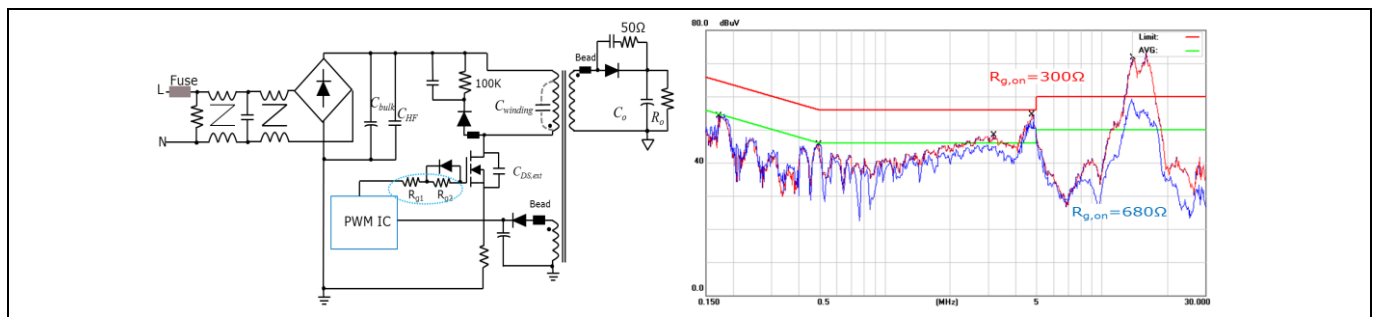 50Ω
Bead
Fuse
L
100K
C_bulk
C_HF
C_winding
C_o
R_o
N
C_DS,ext
R_g1
R_g2
Bead
PWM IC
80.0 dBuV
Limit:
AVG:
R_g,on=300Ω
40
R_g,on=680Ω
0.0
0.150 0.5 (MHz) 5 30.000